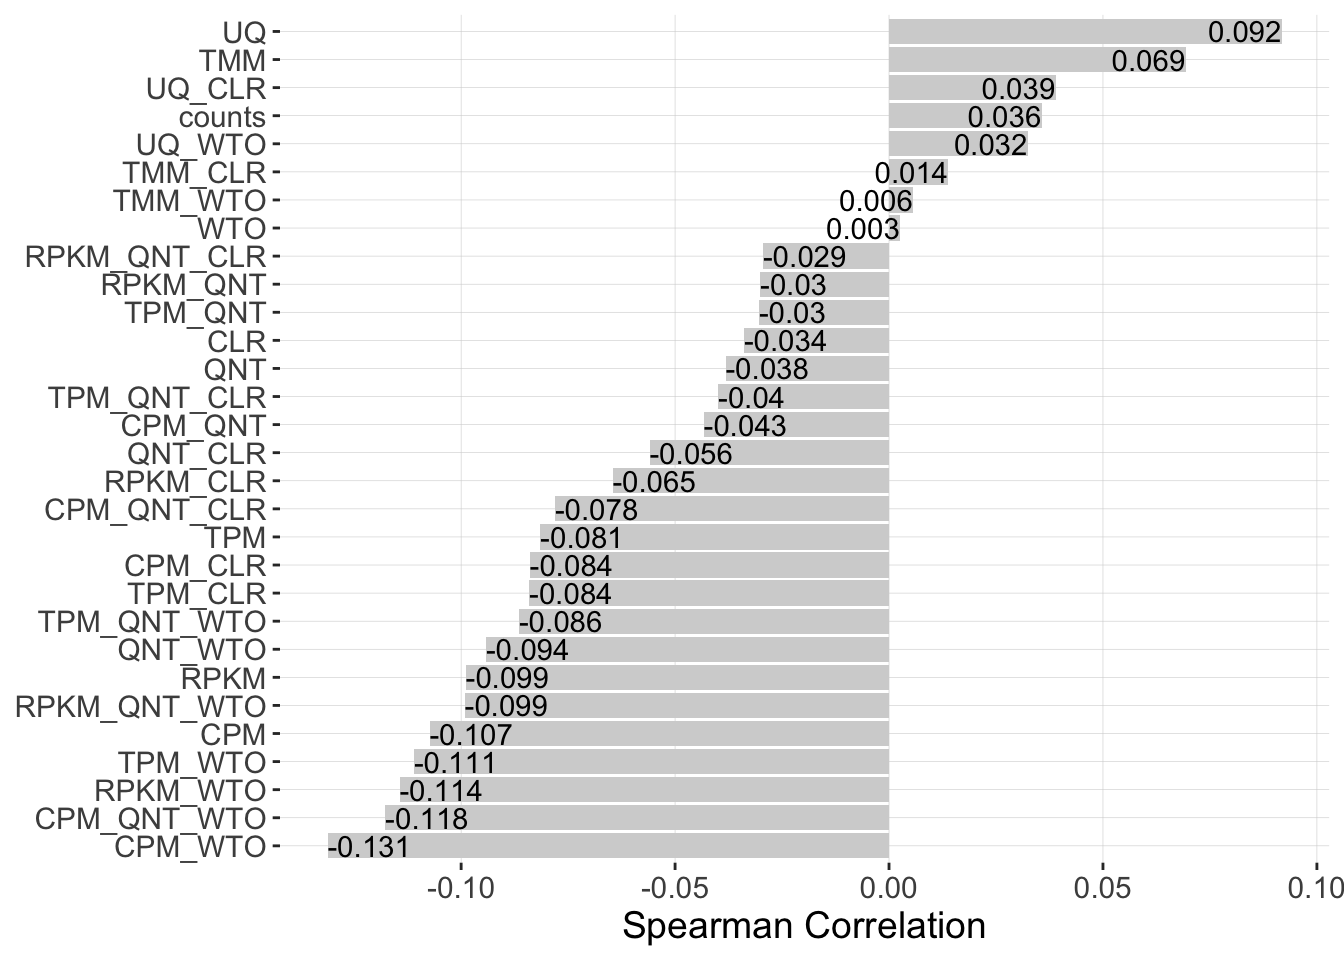 UQ 0.092
TMM 0.069
UQ_CLR 0.039
counts 0.036
UQ_WTO 0.032
TMM_CLR 0.014
TMM_WTO 0.006
WTO 0.003
RPKM_QNT_CLR -0.029
RPKM_QNT -0.03
TPM_QNT -0.03
CLR -0.034
QNT -0.038
TPM_QNT_CLR -0.04
CPM_QNT -0.043
QNT_CLR -0.056
RPKM_CLR -0.065
CPM_QNT_CLR -0.078
TPM -0.081
CPM_CLR -0.084
TPM_CLR -0.084
TPM_QNT_WTO -0.086
QNT_WTO -0.094
RPKM -0.099
RPKM_QNT_WTO -0.099
CPM -0.107
TPM_WTO -0.111
RPKM_WTO -0.114
CPM_QNT_WTO -0.118
CPM_WTO -0.131
-0.10 -0.05 0.00 0.05 0.10
Spearman Correlation